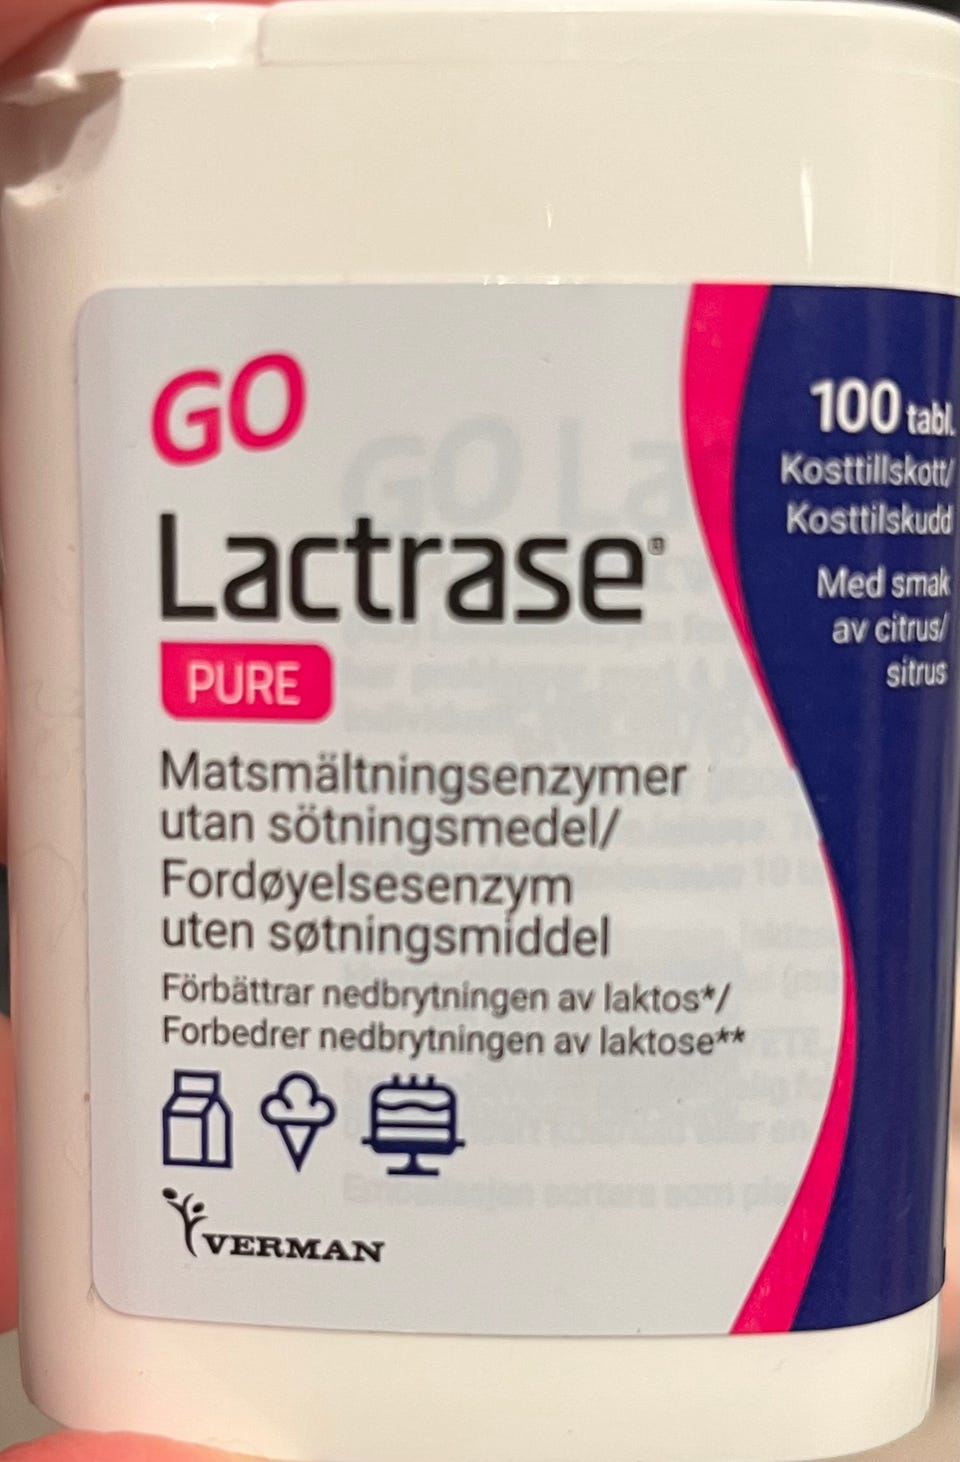 GO
Lactrase®
PURE
Matsmältningsenzymer
utan sötningsmedel/
Fordøyelsesenzym
uten søtningsmiddel
Förbättrar nedbrytningen av laktos*/
Forbedrer nedbrytningen av laktose**
VERMAN
100 tabl.
Kosttillskott/
Kosttilskudd
Med smak
av citrus/
sitrus